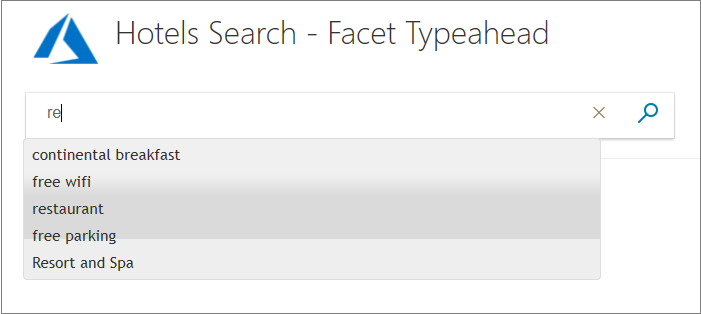 Hotels Search - Facet Typeahead
re
continental breakfast
free wifi
restaurant
free parking
Resort and Spa